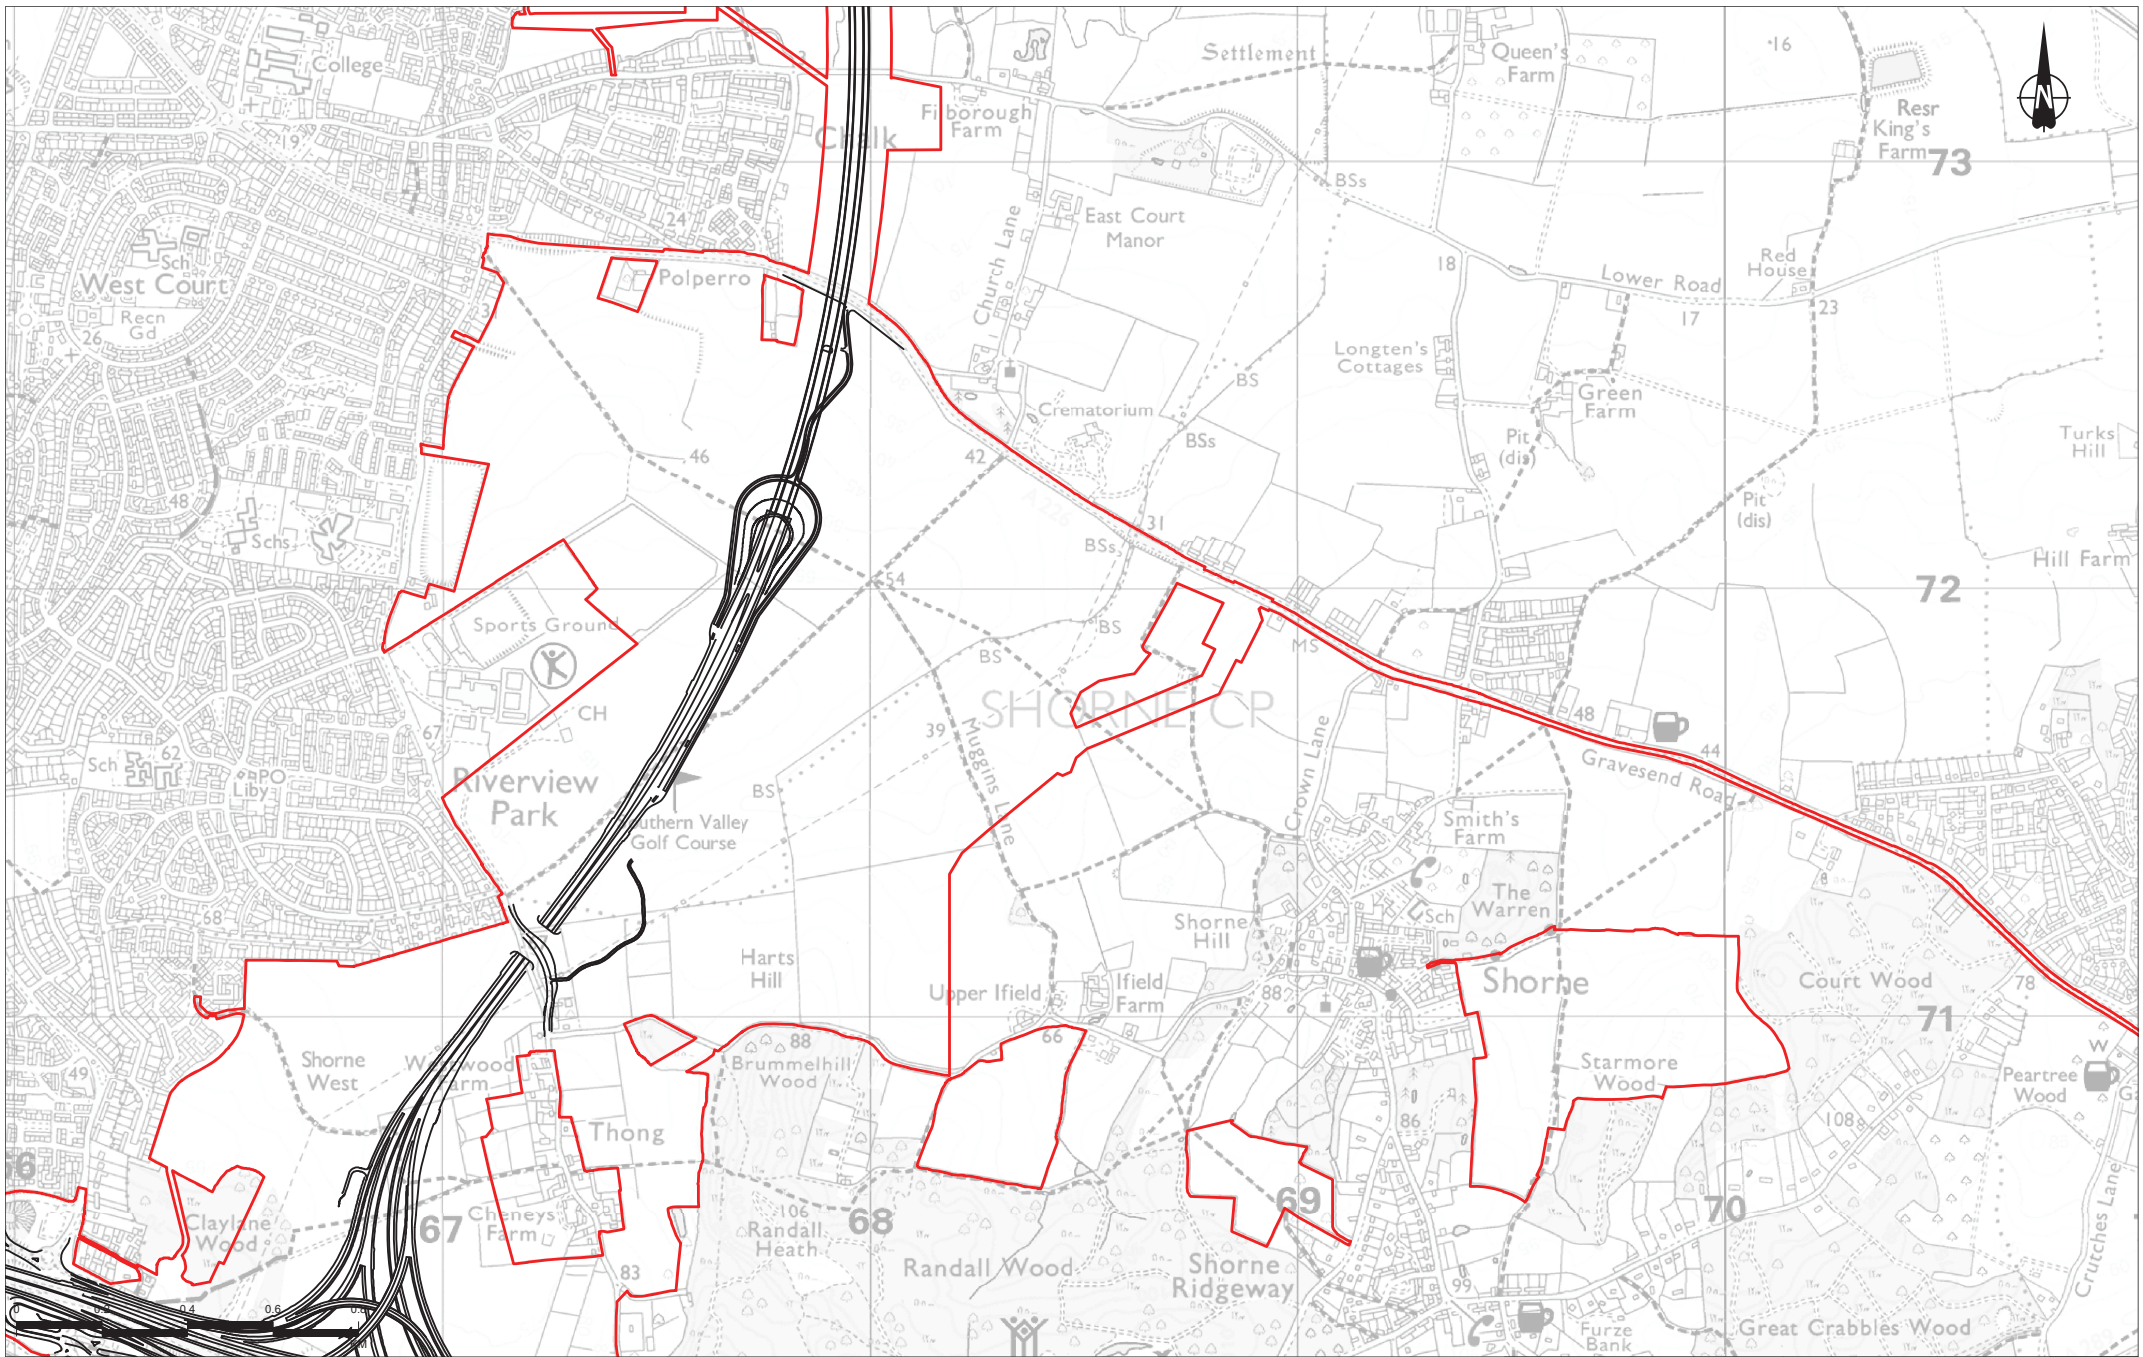 College
Settlement
Queen's
Farm
16
N
Resr
King's
Farm
73
19
Chalk
Filborough
Farm
BSs
24
Sch
West Court
Recn
Gd
26
Polperro
East Court
Manor
Church Lane
18
Lower Road
17
Red
House
23
Longten's
Cottages
BS
Green
Farm
Crematorium
Turks
Hill
46
42
BSs
Pit
(dis)
48
Schs
A226
31
Pit
(dis)
BSs
Hill Farm
54
72
Sports Ground
BS
BS
MS
SHORNE CP
CH
67
39
Muggins Lane
Crown Lane
48
44
Gravesend Road
Sch
62
PO
Liby
Riverview
Park
BS
Southern Valley
Golf Course
Smith's
Farm
The
Warren
68
Sch
Shorne
Hill
Harts
Hill
Upper Ifield
Ifield
Farm
88
Shorne
Court Wood
78
71
66
88
Shorne
West
49
Brummelhill
Wood
Starmore
Wood
W
Peartree
Wood
Thong
86
108
Claylane
Wood
67
Cheneys
Farm
106
Randall
Heath
68
69
70
Randall Wood
Shorne
Ridgeway
83
99
Crutches Lane
Furze
Bank
Great Crabbles Wood
0
0.2
0.4
0.6
0.8